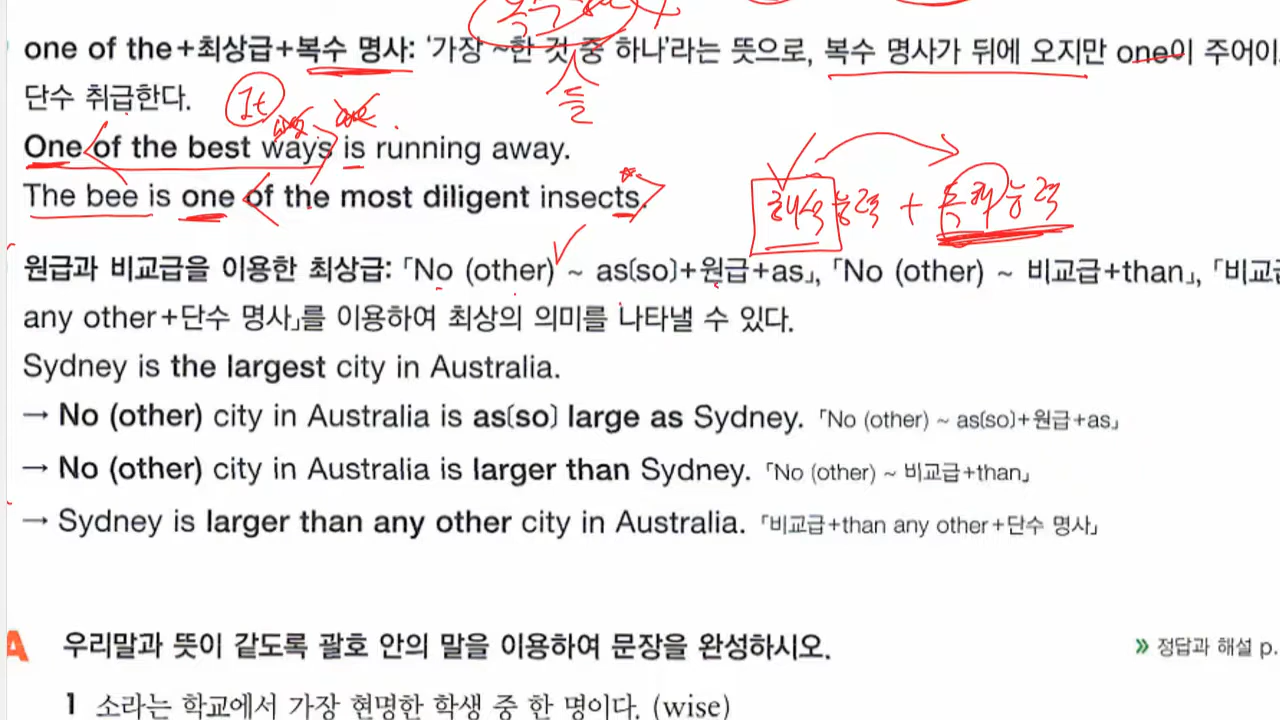 one of the+최상급+복수 명사: '가장 ~한 것 중 하나'라는 뜻으로, 복수 명사가 뒤에 오지만 one이 주어이
들
단수 취급한다.
It
One of the best ways is running away.
The bee is one of the most diligent insects.
해석능력 + 독해능력
원급과 비교급을 이용한 최상급: 「No (other) ~ as(so)+원급+as」, 「No (other) ~ 비교급+than」, 「비교급
any other+단수 명사」를 이용하여 최상의 의미를 나타낼 수 있다.
Sydney is the largest city in Australia.
→ No (other) city in Australia is as(so) large as Sydney. 「No (other) ~ as(so)+원급+as」
→ No (other) city in Australia is larger than Sydney. 「No (other) ~ 비교급+than」
→ Sydney is larger than any other city in Australia. 「비교급+than any other+단수 명사」
A 우리말과 뜻이 같도록 괄호 안의 말을 이용하여 문장을 완성하시오. » 정답과 해설 p.
1 소라는 학교에서 가장 현명한 학생 중 한 명이다. (wise)